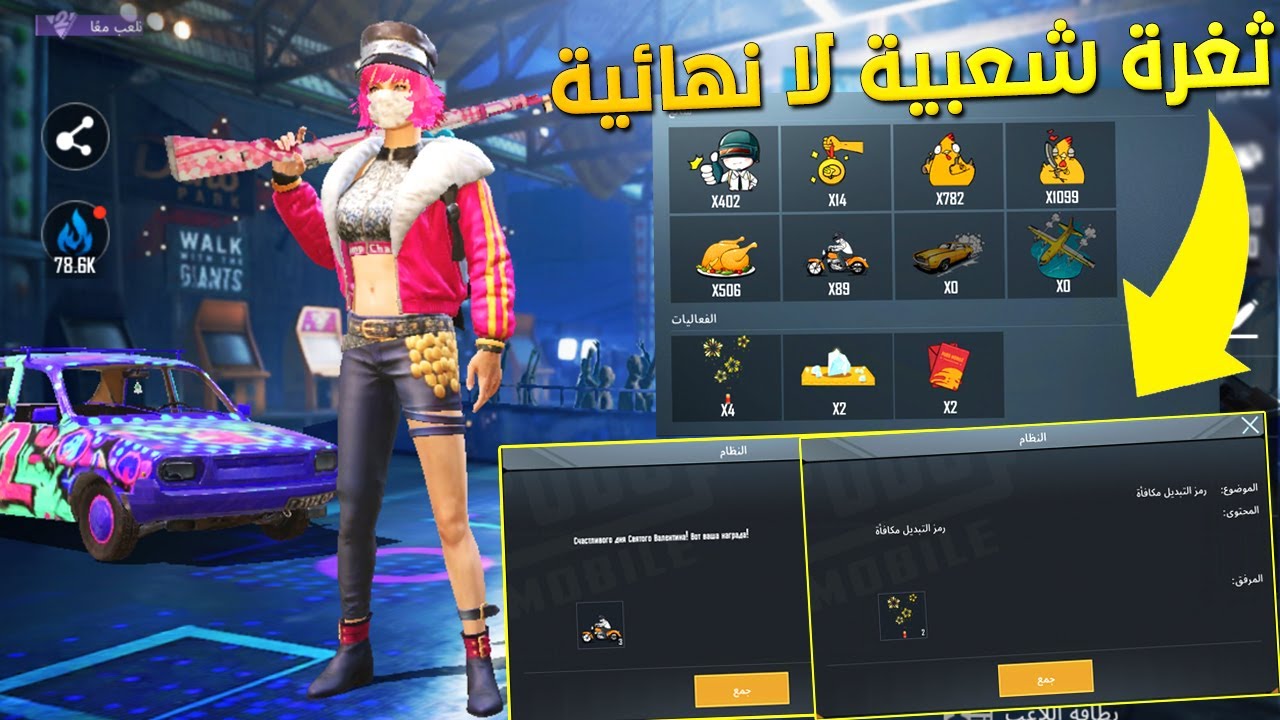 تلعب معًا
ثغرة شعبية لا نهائية
78.6K
PARK
WALK
WITH THE
GIANTS
X402
X14
X782
X1099
X506
X89
X0
X0
الفعاليات
X4
X2
X2
النظام
Счастливого дня Святого Валентина! Вот ваша награда!
MOBILE
3
جمع
النظام
الموضوع: رمز التبديل مكافأة
المحتوى:
رمز التبديل مكافأة
MOBILE
المرفق:
2
جمع
بطاقة اللاعب